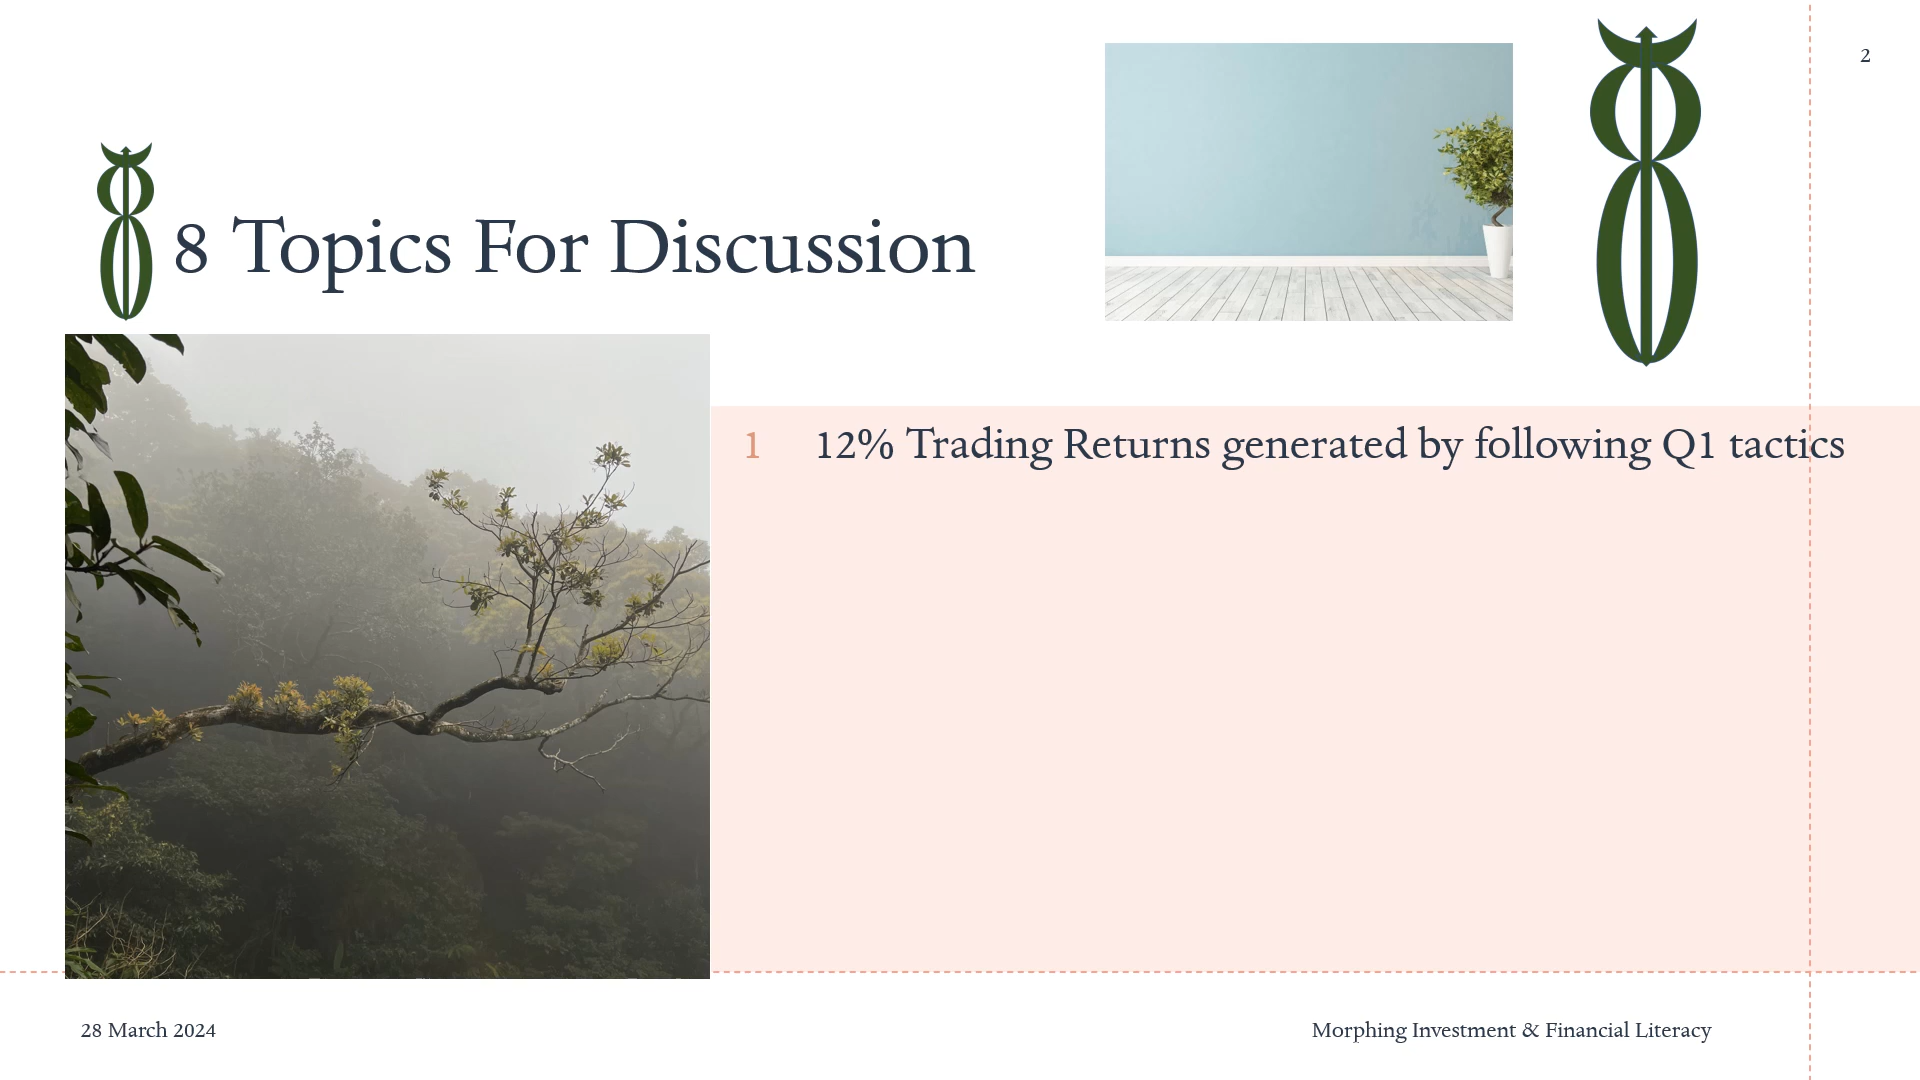 2
8 Topics For Discussion
1 12% Trading Returns generated by following Q1 tactics
28 March 2024
Morphing Investment & Financial Literacy